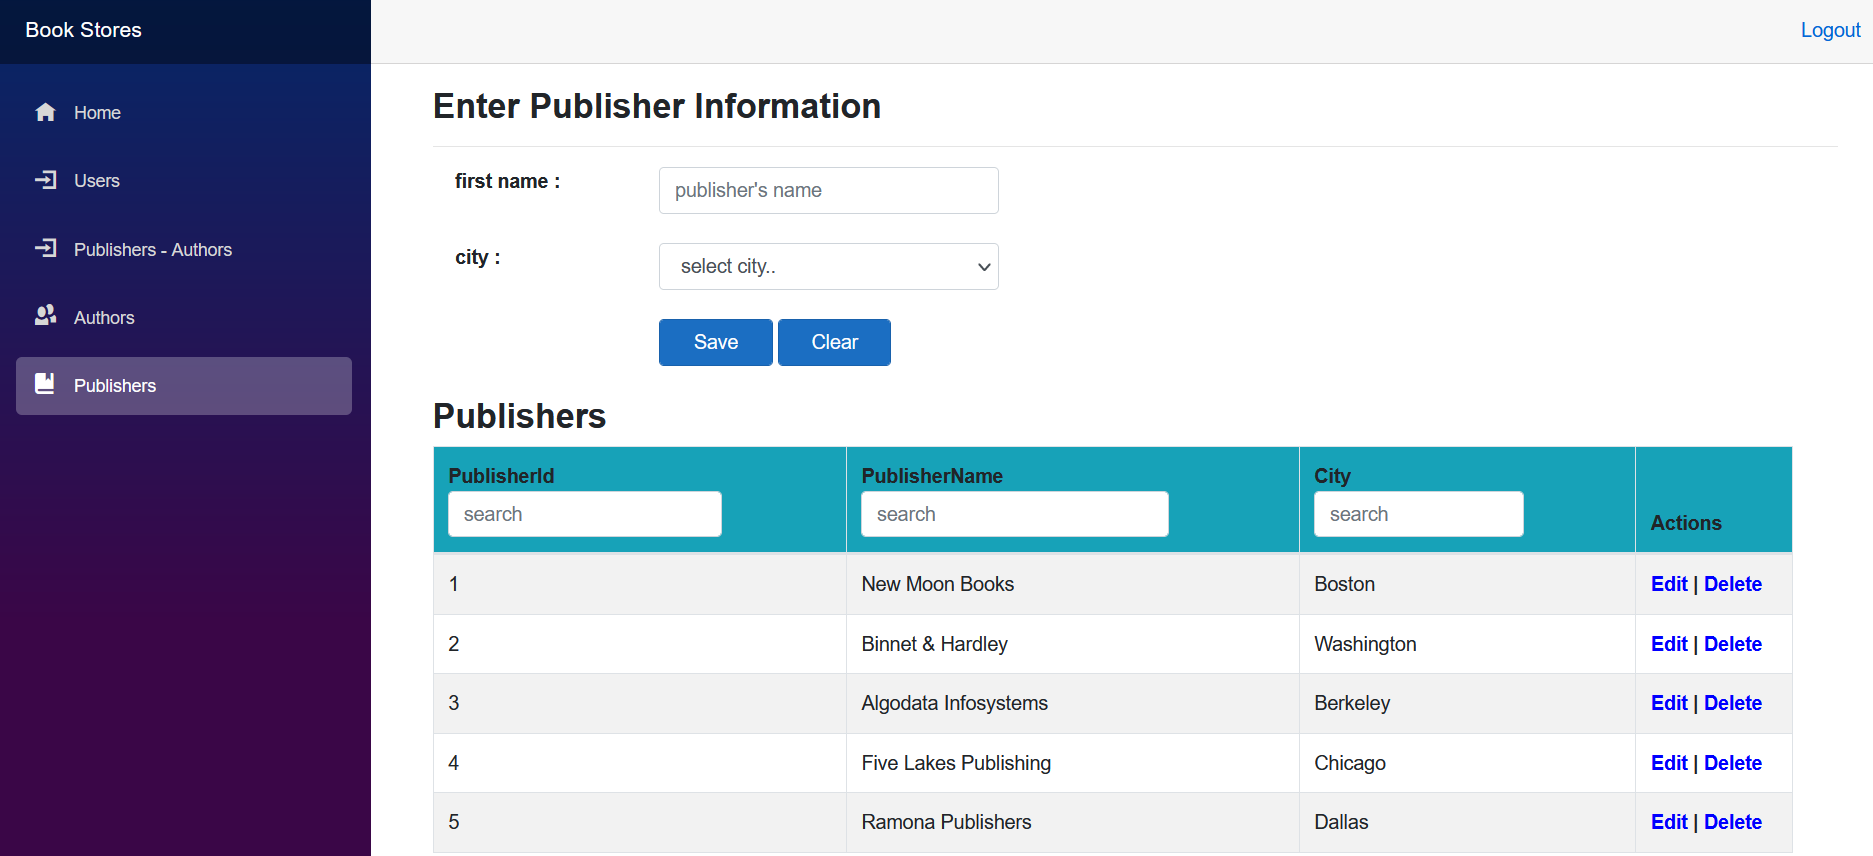 Book Stores
Logout
Home
Users
Publishers - Authors
Authors
Publishers
Enter Publisher Information
first name :
publisher's name
city :
select city..
Save Clear
Publishers
PublisherId PublisherName City Actions
search search search
1 New Moon Books Boston Edit | Delete
2 Binnet & Hardley Washington Edit | Delete
3 Algodata Infosystems Berkeley Edit | Delete
4 Five Lakes Publishing Chicago Edit | Delete
5 Ramona Publishers Dallas Edit | Delete